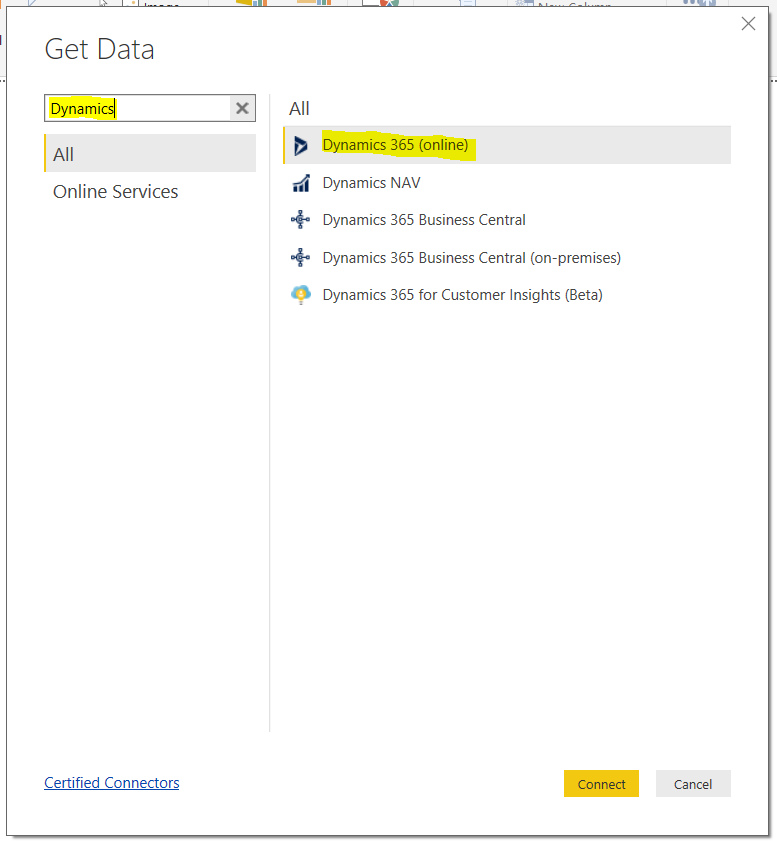 Get Data
Dynamics
All
Online Services
All
Dynamics 365 (online)
Dynamics NAV
Dynamics 365 Business Central
Dynamics 365 Business Central (on-premises)
Dynamics 365 for Customer Insights (Beta)
Certified Connectors
Connect
Cancel